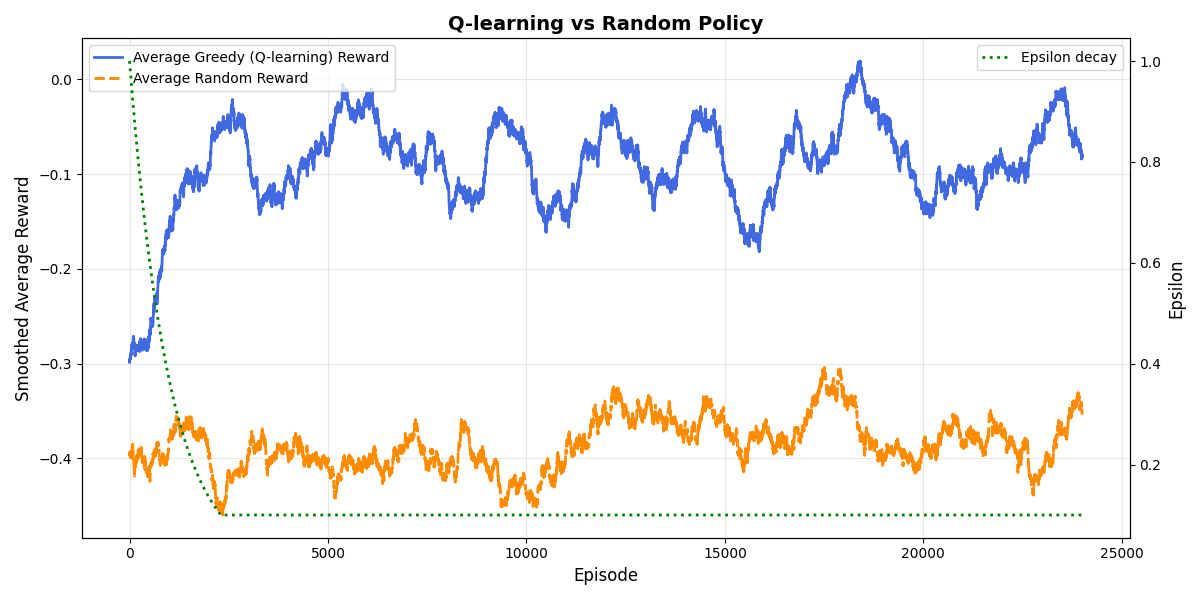 Q-learning vs Random Policy
Average Greedy (Q-learning) Reward
Average Random Reward
Epsilon decay
Smoothed Average Reward
0.0
−0.1
−0.2
−0.3
−0.4
1.0
0.8
0.6
0.4
0.2
Epsilon
0 5000 10000 15000 20000 25000
Episode